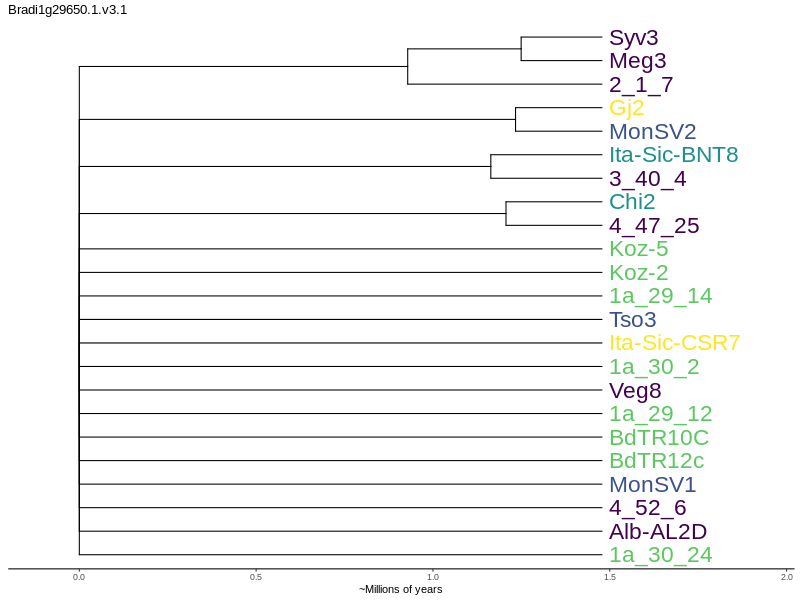 Bradi1g29650.1.v3.1
Syv3
Meg3
2_1_7
Gj2
MonSV2
Ita-Sic-BNT8
3_40_4
Chi2
4_47_25
Koz-5
Koz-2
1a_29_14
Tso3
Ita-Sic-CSR7
1a_30_2
Veg8
1a_29_12
BdTR10C
BdTR12c
MonSV1
4_52_6
Alb-AL2D
1a_30_24
0.0 0.5 1.0 1.5 2.0
~Millions of years